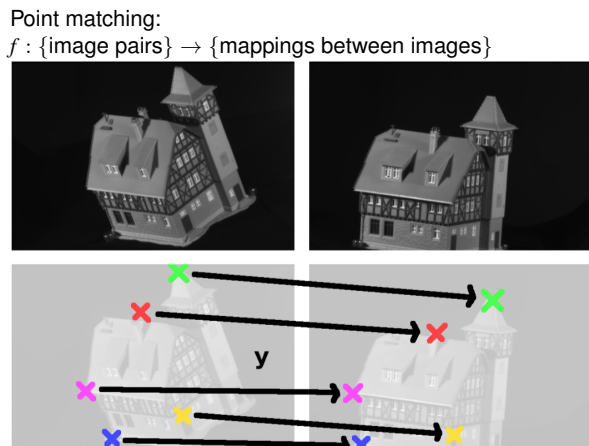 Point matching:
f : {image pairs} → {mappings between images}
y